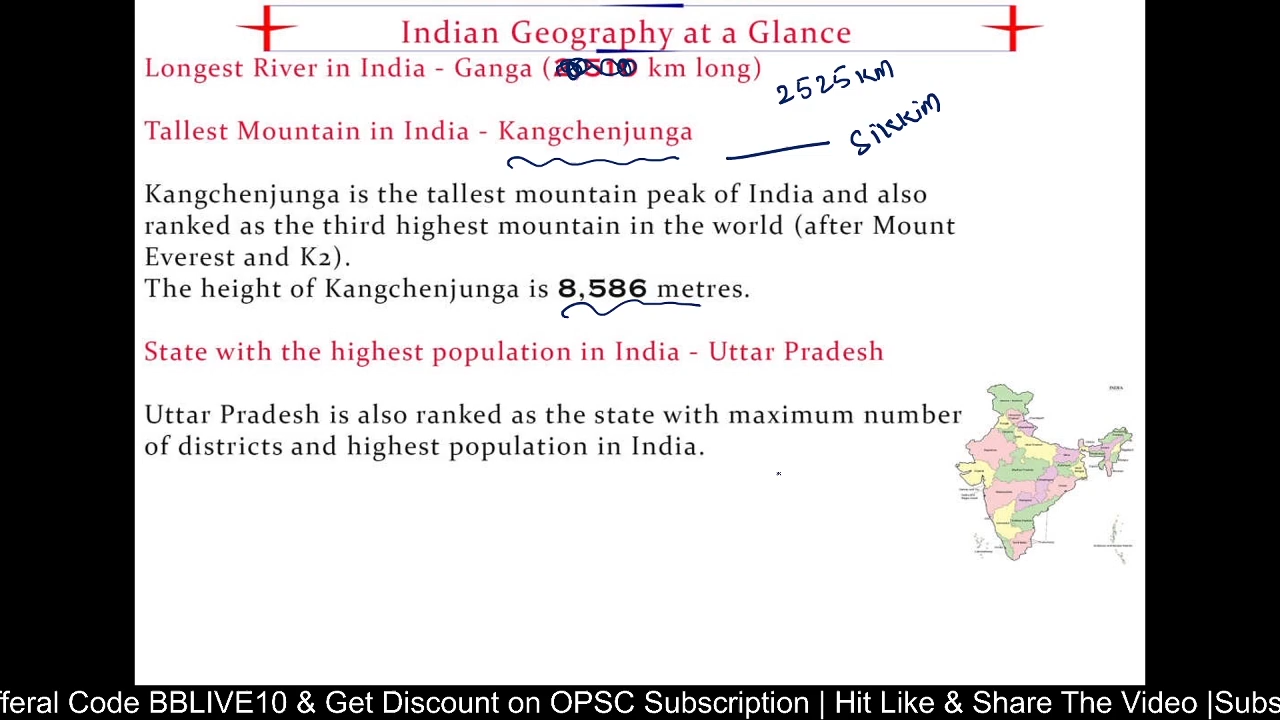 Indian Geography at a Glance
Longest River in India - Ganga ( km long)
2525 km
Tallest Mountain in India - Kangchenjunga
Sikkim
Kangchenjunga is the tallest mountain peak of India and also
ranked as the third highest mountain in the world (after Mount
Everest and K2).
The height of Kangchenjunga is 8,586 metres.
State with the highest population in India - Uttar Pradesh
Uttar Pradesh is also ranked as the state with maximum number
of districts and highest population in India.
INDIA
fferal Code BBLIVE10 & Get Discount on OPSC Subscription | Hit Like & Share The Video |Subs